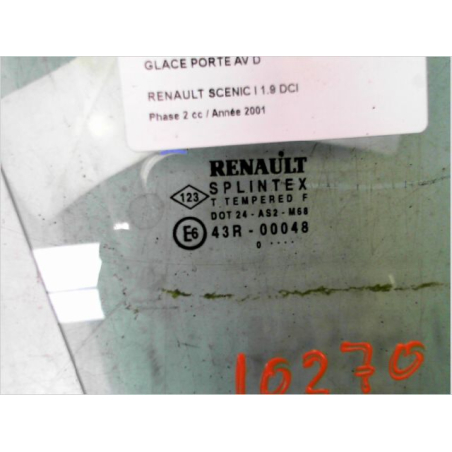 GLACE PORTE AV D
RENAULT SCENIC I 1.9 DCI
Phase 2 cc / Année 2001
RENAULT
SPLINTEX
123
T TEMPERED F
DOT 24 - AS2 - M68
E6 43R - 00048
0 ....
10270